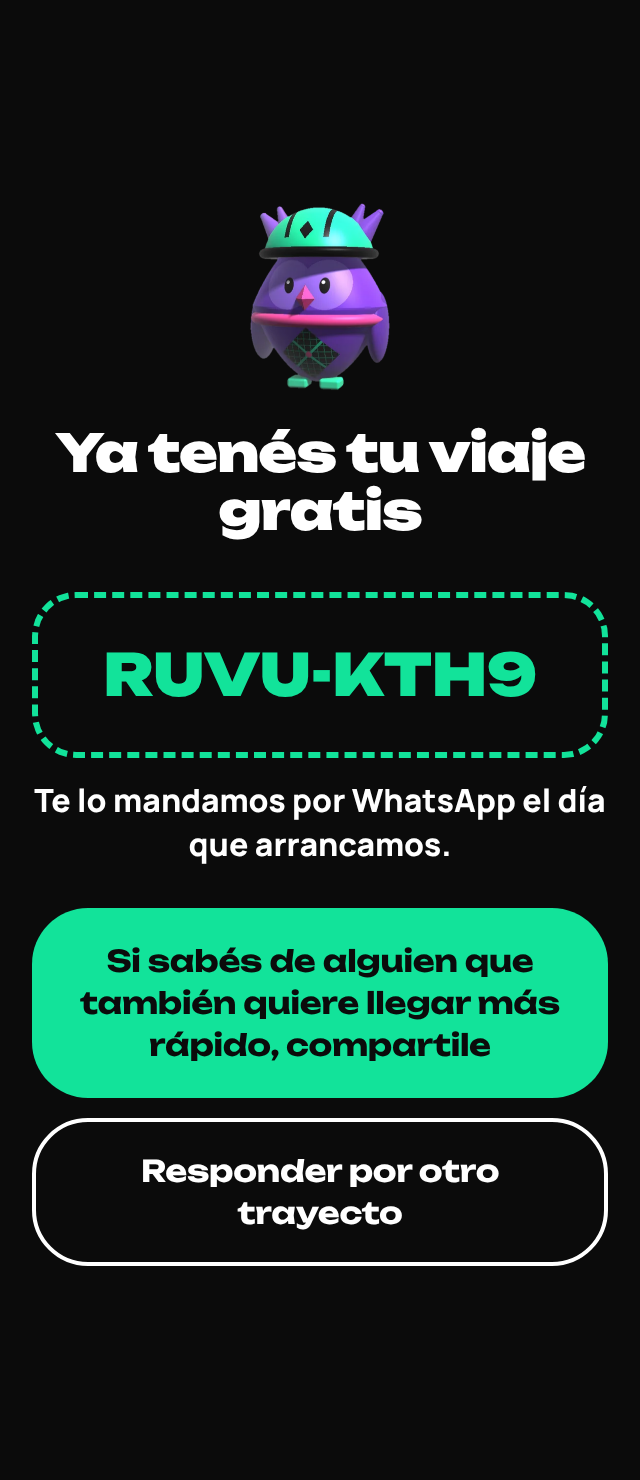 Ya tenés tu viaje
gratis
RUVU-KTH9
Te lo mandamos por WhatsApp el día
que arrancamos.
Si sabés de alguien que
también quiere llegar más
rápido, compartile
Responder por otro
trayecto